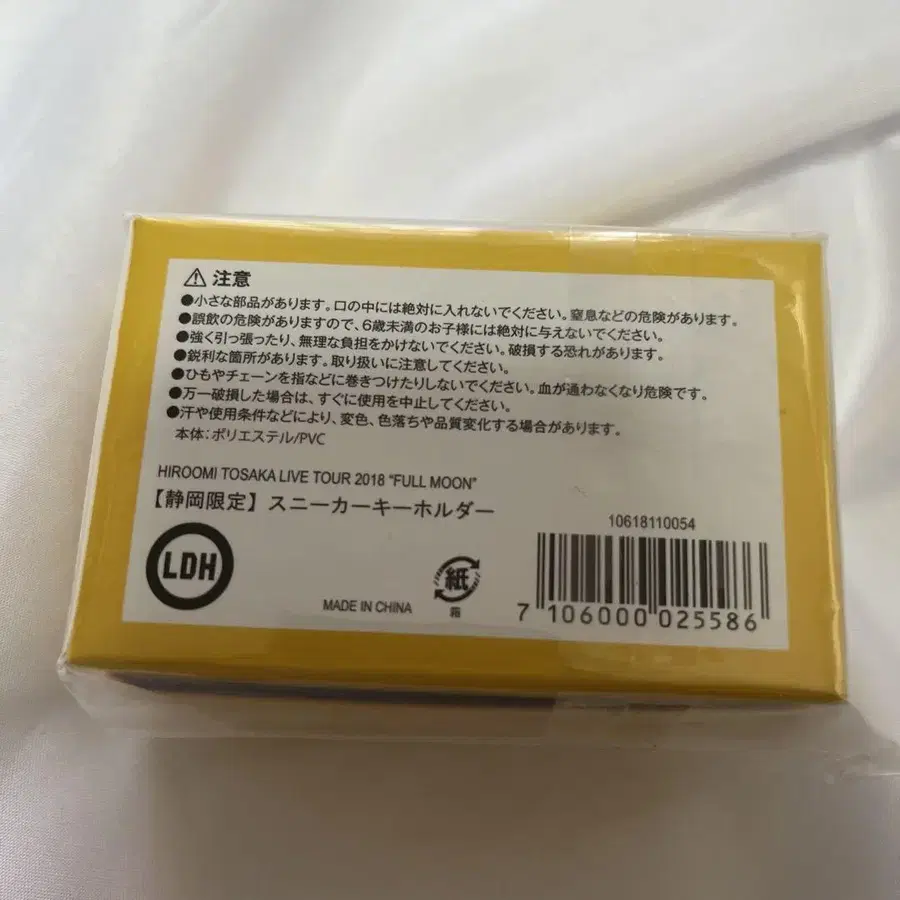 ⚠ 注意
●小さな部品があります。口の中には絶対に入れないでください。窒息などの危険があります。
●誤飲の危険がありますので、6歳未満のお子様には絶対に与えないでください。
●強く引っ張ったり、無理な負担をかけないでください。破損する恐れがあります。
●鋭利な箇所があります。取り扱いに注意してください。
●ひもやチェーンを指などに巻きつけたりしないでください。血が通わなくなり危険です。
●万一破損した場合は、すぐに使用を中止してください。
●汗や使用条件などにより、変色、色落ちや品質変化する場合があります。
本体：ポリエステル/PVC
HIROOMI TOSAKA LIVE TOUR 2018 "FULL MOON"
【静岡限定】スニーカーキーホルダー
10618110054
LDH
紙
箱
MADE IN CHINA
7 106000 025586